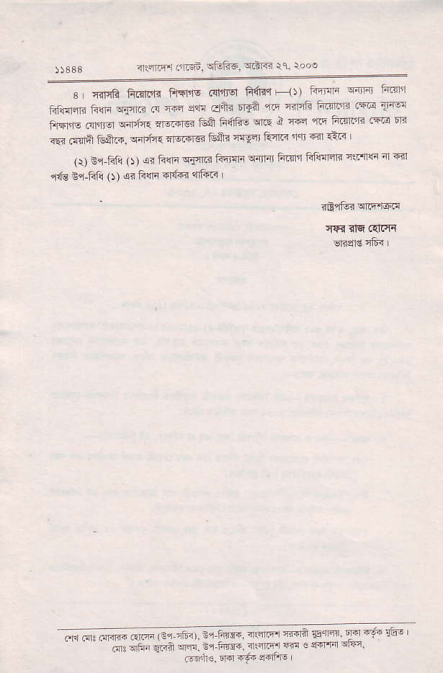 ১১৪৪৪ বাংলাদেশ গেজেট, অতিরিক্ত, অক্টোবর ২৭, ২০০৩
৪। সরাসরি নিয়োগের শিক্ষাগত যোগ্যতা নির্ধারণ।—(১) বিদ্যমান অন্যান্য নিয়োগ
বিধিমালার বিধান অনুসারে যে সকল প্রথম শ্রেণীর চাকুরী পদে সরাসরি নিয়োগের ক্ষেত্রে ন্যূনতম
শিক্ষাগত যোগ্যতা অনার্সসহ স্নাতকোত্তর ডিগ্রী নির্ধারিত আছে ঐ সকল পদে নিয়োগের ক্ষেত্রে চার
বছর মেয়াদী ডিগ্রীকে, অনার্সসহ স্নাতকোত্তর ডিগ্রীর সমতুল্য হিসাবে গণ্য করা হইবে।
(২) উপ-বিধি (১) এর বিধান অনুসারে বিদ্যমান অন্যান্য নিয়োগ বিধিমালার সংশোধন না করা
পর্যন্ত উপ-বিধি (১) এর বিধান কার্যকর থাকিবে।
রাষ্ট্রপতির আদেশক্রমে
সফর রাজ হোসেন
ভারপ্রাপ্ত সচিব।
শেখ মোঃ মোবারক হোসেন (উপ-সচিব), উপ-নিয়ন্ত্রক, বাংলাদেশ সরকারী মুদ্রণালয়, ঢাকা কর্তৃক মুদ্রিত।
মোঃ আমিন জুবেরী আলম, উপ-নিয়ন্ত্রক, বাংলাদেশ ফরম ও প্রকাশনা অফিস,
তেজগাঁও, ঢাকা কর্তৃক প্রকাশিত।